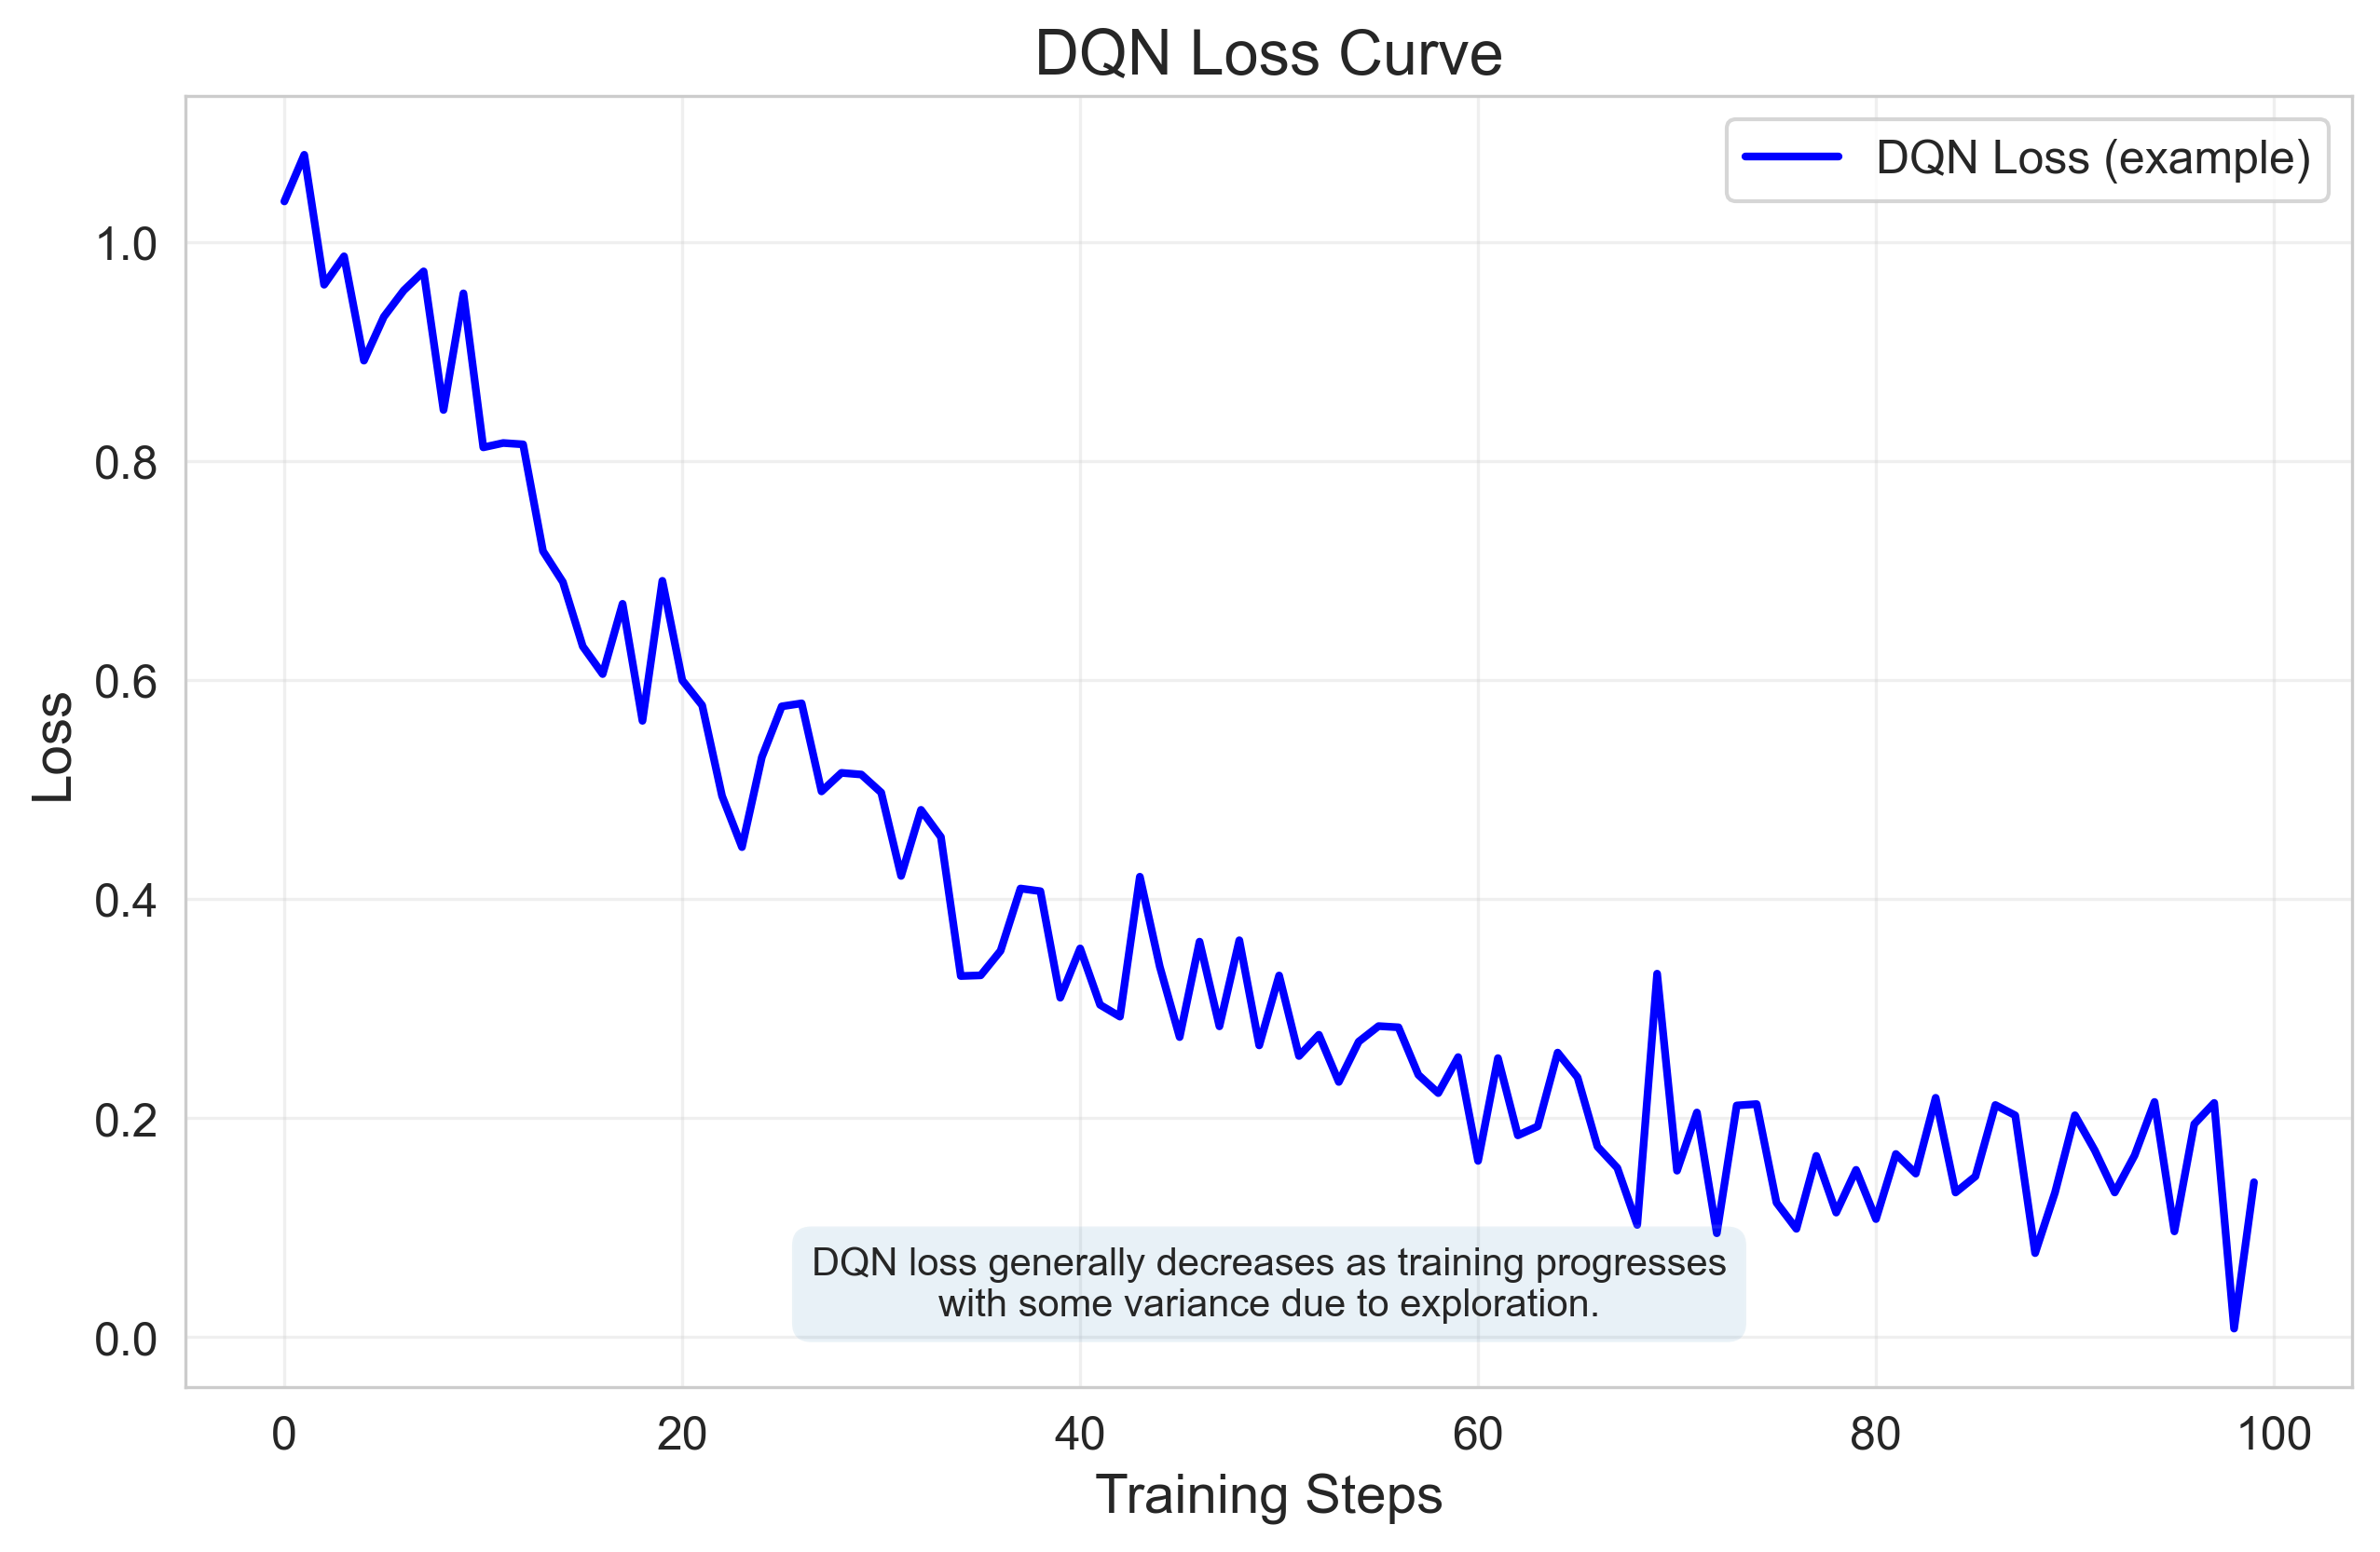 DQN Loss Curve
DQN Loss (example)
Loss
1.0
0.8
0.6
0.4
0.2
0.0
DQN loss generally decreases as training progresses
with some variance due to exploration.
0 20 40 60 80 100
Training Steps